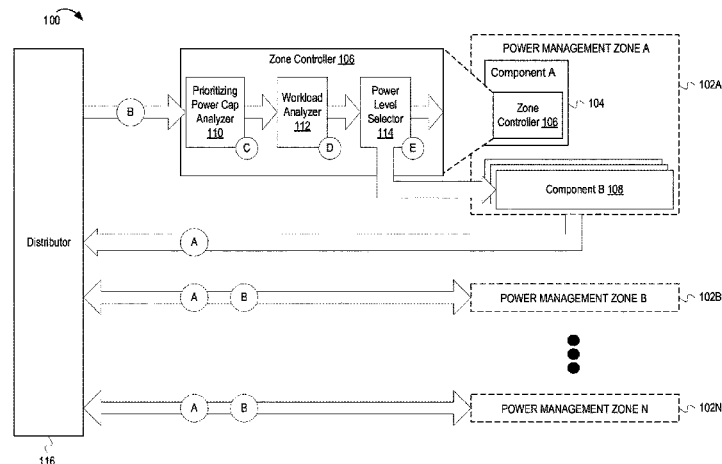 100
Zone Controller 106
POWER MANAGEMENT ZONE A
102A
Component A
104
Zone
Controller 106
Prioritizing
Power Cap
Analyzer
110
Workload
Analyzer
112
Power
Level
Selector
114
B
C
D
E
Component B 108
Distributor
A
A
B
POWER MANAGEMENT ZONE B
102B
A
B
POWER MANAGEMENT ZONE N
102N
116